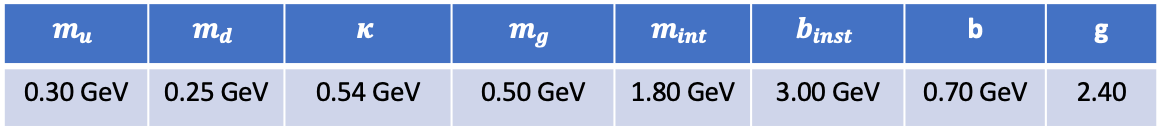 m_u m_d κ m_g m_int b_inst b g
0.30 GeV 0.25 GeV 0.54 GeV 0.50 GeV 1.80 GeV 3.00 GeV 0.70 GeV 2.40